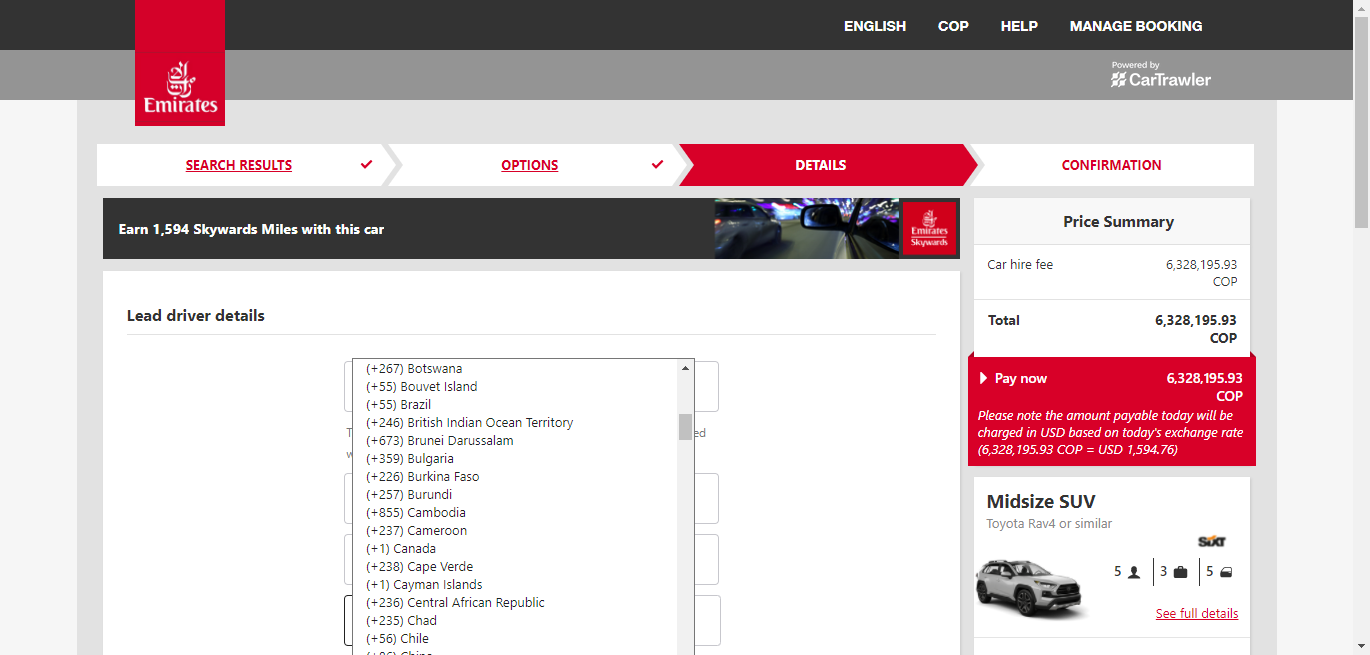 ENGLISH COP HELP MANAGE BOOKING
Powered by
CarTrawler
Emirates
SEARCH RESULTS OPTIONS DETAILS CONFIRMATION
Earn 1,594 Skywards Miles with this car
Emirates
Skywards
Lead driver details
(+267) Botswana
(+55) Bouvet Island
(+55) Brazil
(+246) British Indian Ocean Territory
(+673) Brunei Darussalam
(+359) Bulgaria
(+226) Burkina Faso
(+257) Burundi
(+855) Cambodia
(+237) Cameroon
(+1) Canada
(+238) Cape Verde
(+1) Cayman Islands
(+236) Central African Republic
(+235) Chad
(+56) Chile
Price Summary
Car hire fee 6,328,195.93
COP
Total 6,328,195.93
COP
Pay now 6,328,195.93
COP
Please note the amount payable today will be
charged in USD based on today's exchange rate
(6,328,195.93 COP = USD 1,594.76)
Midsize SUV
Toyota Rav4 or similar
SiXT
5 3 5
See full details